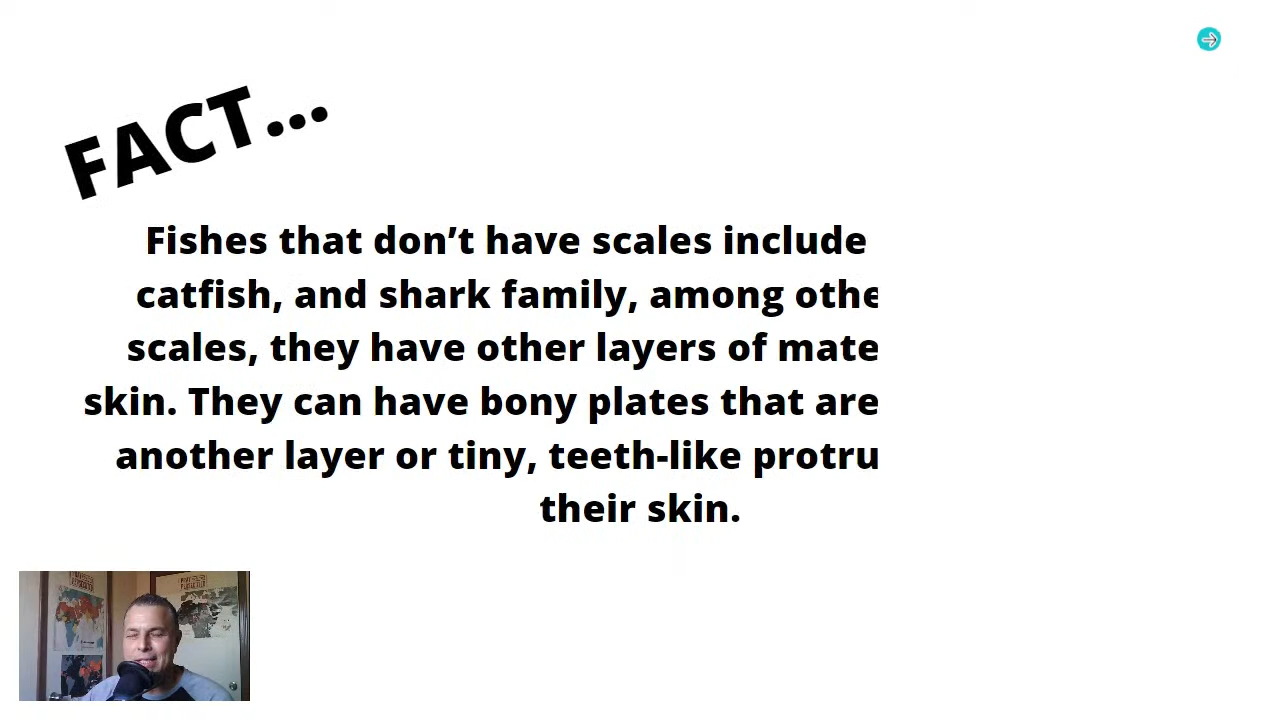 FACT...
Fishes that don’t have scales include
catfish, and shark family, among othe
scales, they have other layers of mate
skin. They can have bony plates that are
another layer or tiny, teeth-like protru
their skin.